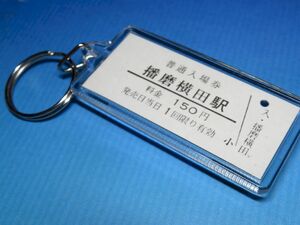 普通入場券
播磨横田駅
料金 150円
発売日当日1回限り有効
小
人・播磨横田